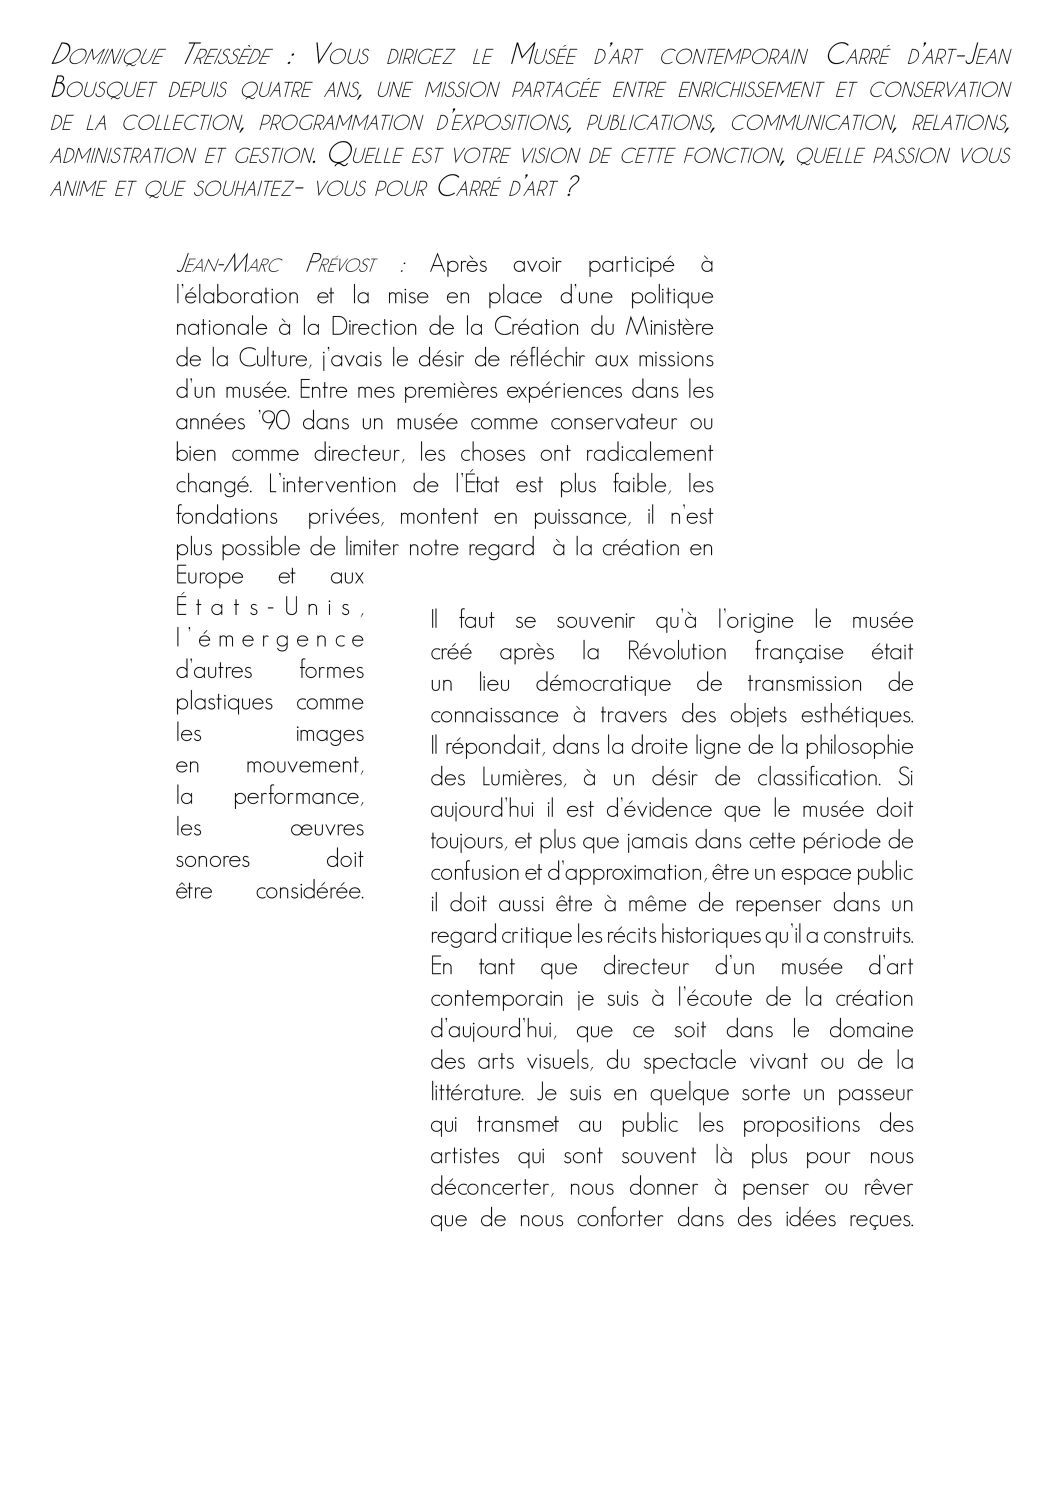 Dominique Treissède : Vous dirigez le Musée d'art contemporain Carré d'art-Jean
Bousquet depuis quatre ans, une mission partagée entre enrichissement et conservation
de la collection, programmation d'expositions, publications, communication, relations,
administration et gestion. Quelle est votre vision de cette fonction, quelle passion vous
anime et que souhaitez- vous pour Carré d'art ?
Jean-Marc Prévost : Après avoir participé à
l'élaboration et la mise en place d'une politique
nationale à la Direction de la Création du Ministère
de la Culture, j'avais le désir de réfléchir aux missions
d'un musée. Entre mes premières expériences dans les
années '90 dans un musée comme conservateur ou
bien comme directeur, les choses ont radicalement
changé. L'intervention de l'État est plus faible, les
fondations privées, montent en puissance, il n'est
plus possible de limiter notre regard à la création en
Europe et aux
États-Unis,
l'émergence
d'autres formes
plastiques comme
les images
en mouvement,
la performance,
les œuvres
sonores doit
être considérée.
Il faut se souvenir qu'à l'origine le musée
créé après la Révolution française était
un lieu démocratique de transmission de
connaissance à travers des objets esthétiques.
Il répondait, dans la droite ligne de la philosophie
des Lumières, à un désir de classification. Si
aujourd'hui il est d'évidence que le musée doit
toujours, et plus que jamais dans cette période de
confusion et d'approximation, être un espace public
il doit aussi être à même de repenser dans un
regard critique les récits historiques qu'il a construits.
En tant que directeur d'un musée d'art
contemporain je suis à l'écoute de la création
d'aujourd'hui, que ce soit dans le domaine
des arts visuels, du spectacle vivant ou de la
littérature. Je suis en quelque sorte un passeur
qui transmet au public les propositions des
artistes qui sont souvent là plus pour nous
déconcerter, nous donner à penser ou rêver
que de nous conforter dans des idées reçues.